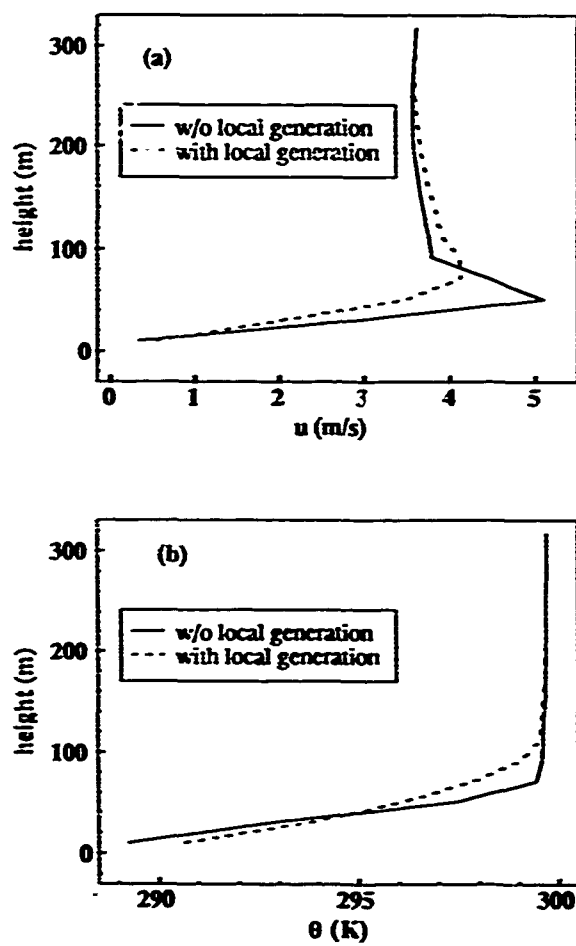 300
(a)
w/o local generation
with local generation
200
height (m)
100
0
0 1 2 3 4 5
u (m/s)
300
(b)
w/o local generation
with local generation
200
height (m)
100
0
290 295 300
θ (K)